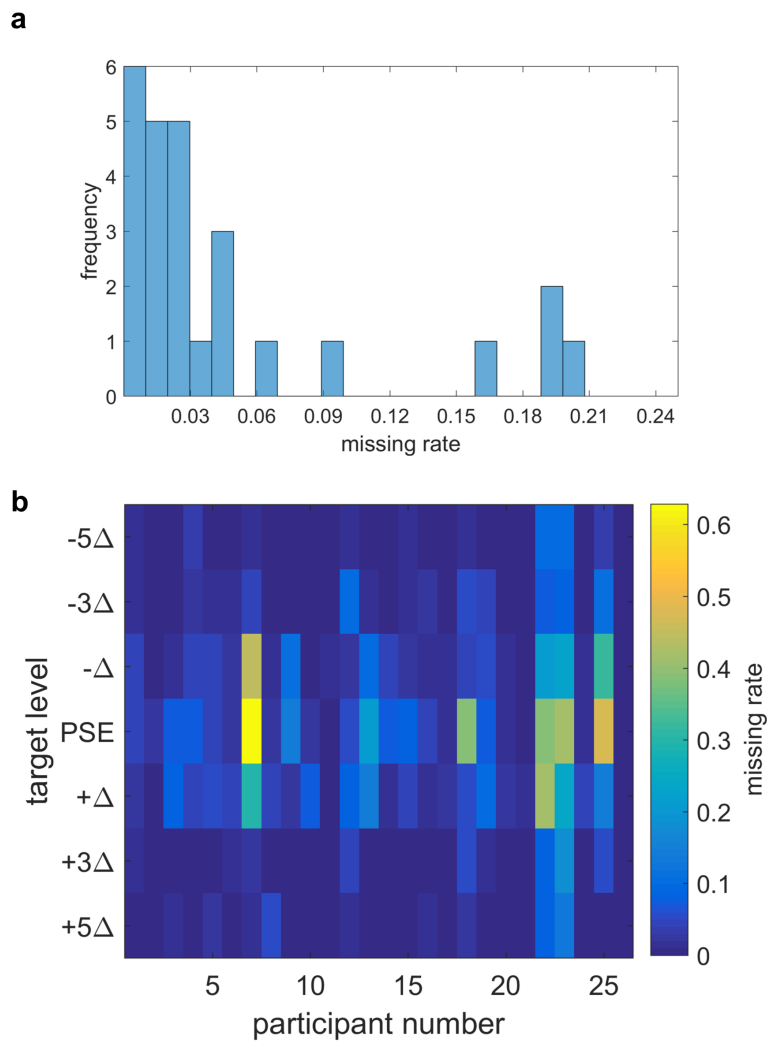 a
6
5
4
3
2
1
0
frequency
0.03 0.06 0.09 0.12 0.15 0.18 0.21 0.24
missing rate
b
-5Δ
-3Δ
-Δ
PSE
+Δ
+3Δ
+5Δ
target level
5 10 15 20 25
participant number
0.6
0.5
0.4
0.3
0.2
0.1
0
missing rate